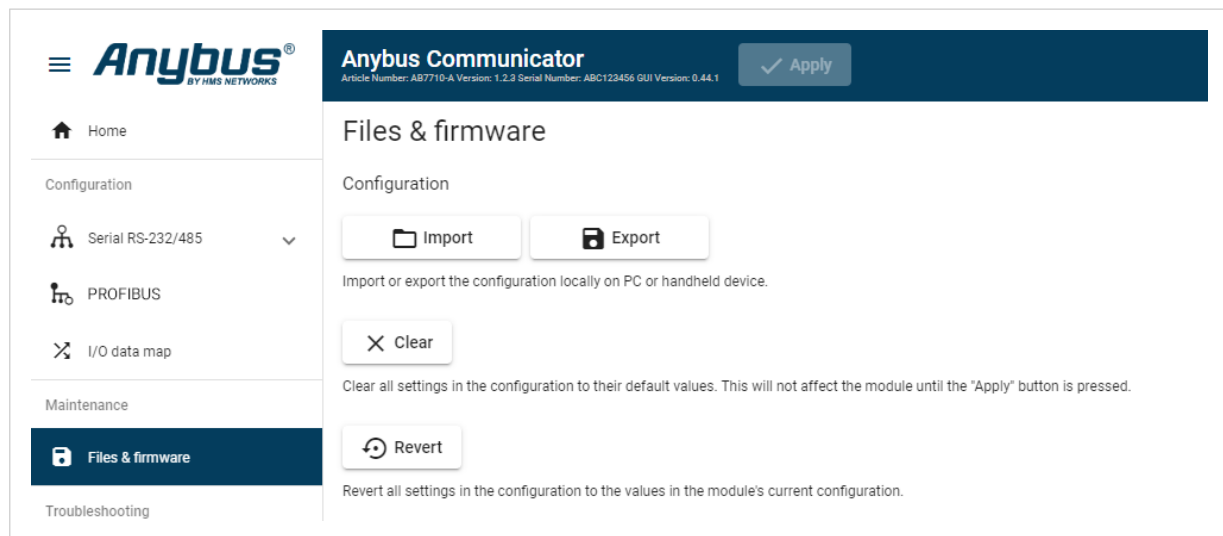 Anybus®
BY HMS NETWORKS
Anybus Communicator
Article Number: AB7710-A Version: 1.2.3 Serial Number: ABC123456 GUI Version: 0.44.1
Apply
Home
Configuration
Serial RS-232/485
PROFIBUS
I/O data map
Maintenance
Files & firmware
Troubleshooting
Files & firmware
Configuration
Import
Export
Import or export the configuration locally on PC or handheld device.
Clear
Clear all settings in the configuration to their default values. This will not affect the module until the "Apply" button is pressed.
Revert
Revert all settings in the configuration to the values in the module's current configuration.